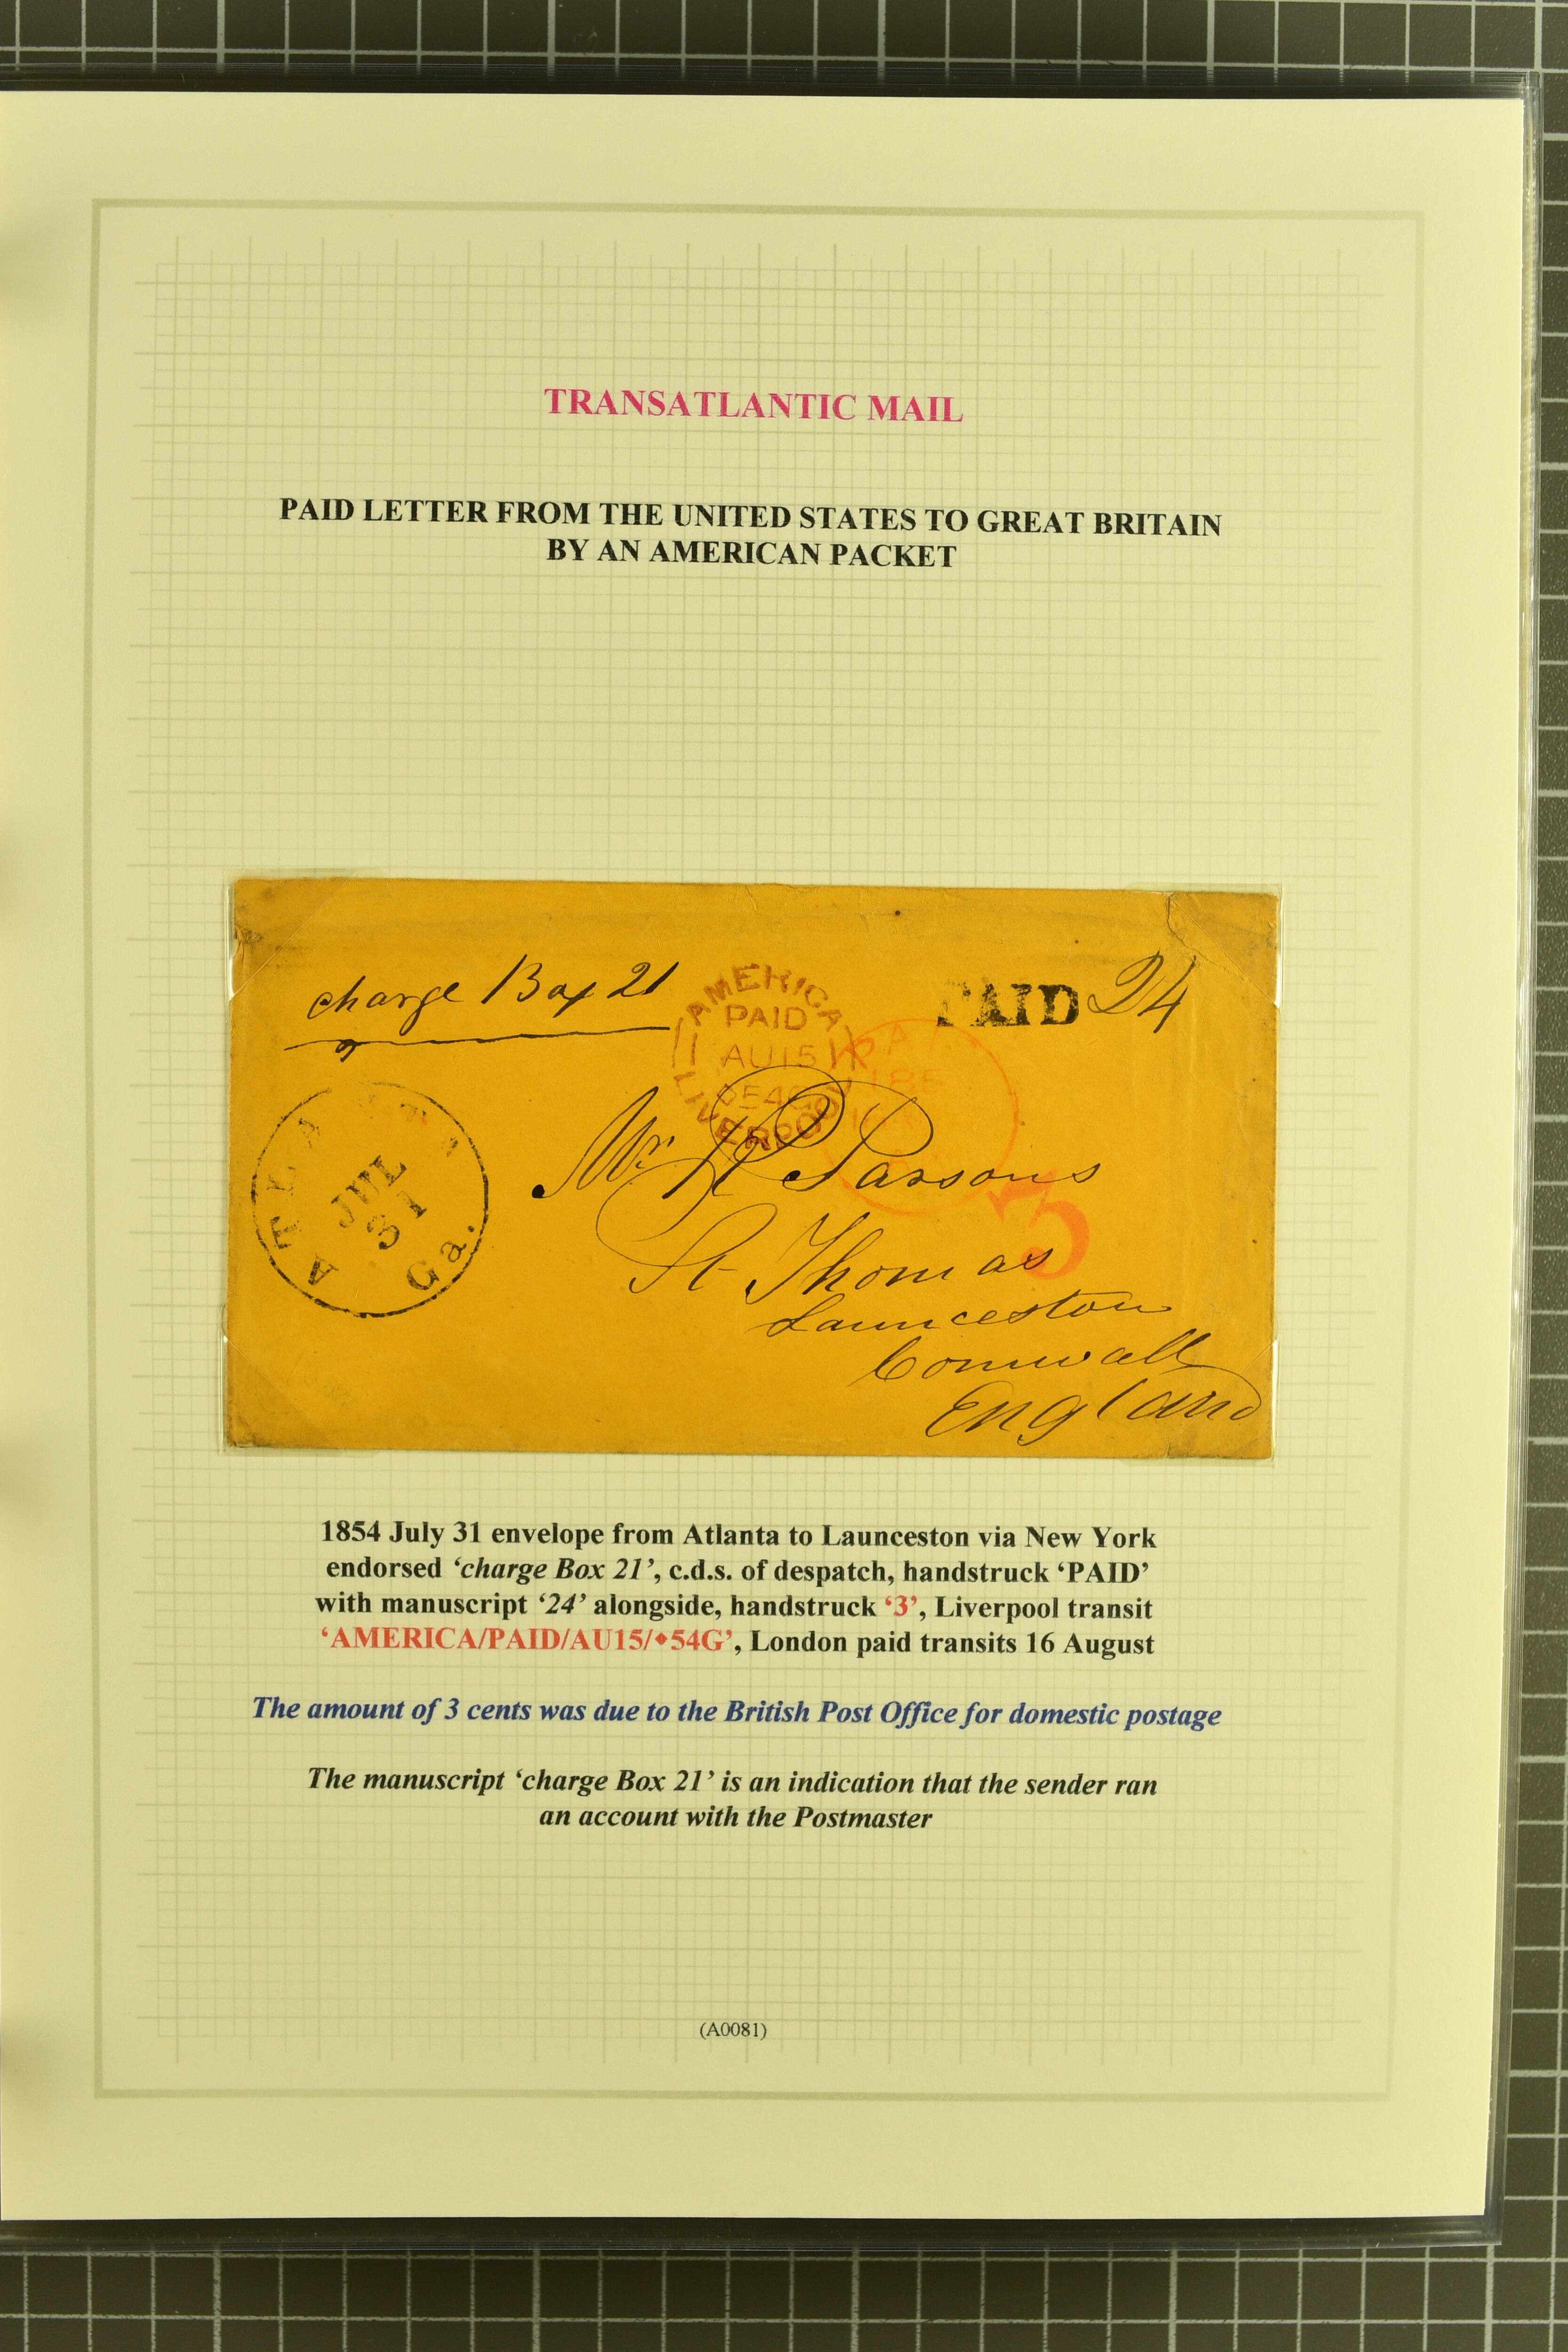 TRANSATLANTIC MAIL
PAID LETTER FROM THE UNITED STATES TO GREAT BRITAIN
BY AN AMERICAN PACKET
charge Box 21
AMERICA
PAID
AU15
LIVERPOOL
PAID 24
ATLANTA Ga.
JUL
31
3
Mr Parsons
St Thomas
Launceston
Cornwall
England
1854 July 31 envelope from Atlanta to Launceston via New York
endorsed ‘charge Box 21’, c.d.s. of despatch, handstruck ‘PAID’
with manuscript ‘24’ alongside, handstruck ‘3’, Liverpool transit
‘AMERICA/PAID/AU15/♦54G’, London paid transits 16 August
The amount of 3 cents was due to the British Post Office for domestic postage
The manuscript ‘charge Box 21’ is an indication that the sender ran
an account with the Postmaster
(A0081)